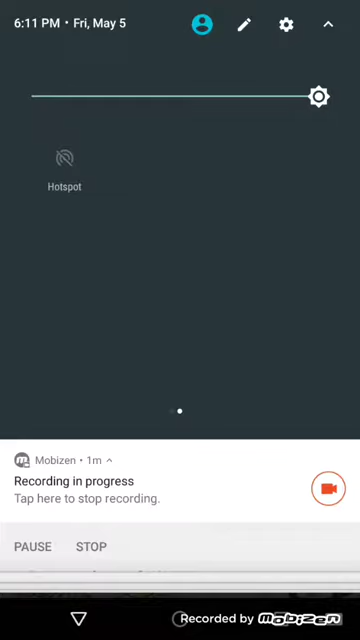 6:11 PM • Fri, May 5
Hotspot
Mobizen • 1m
Recording in progress
Tap here to stop recording.
PAUSE STOP
Recorded by mobizen